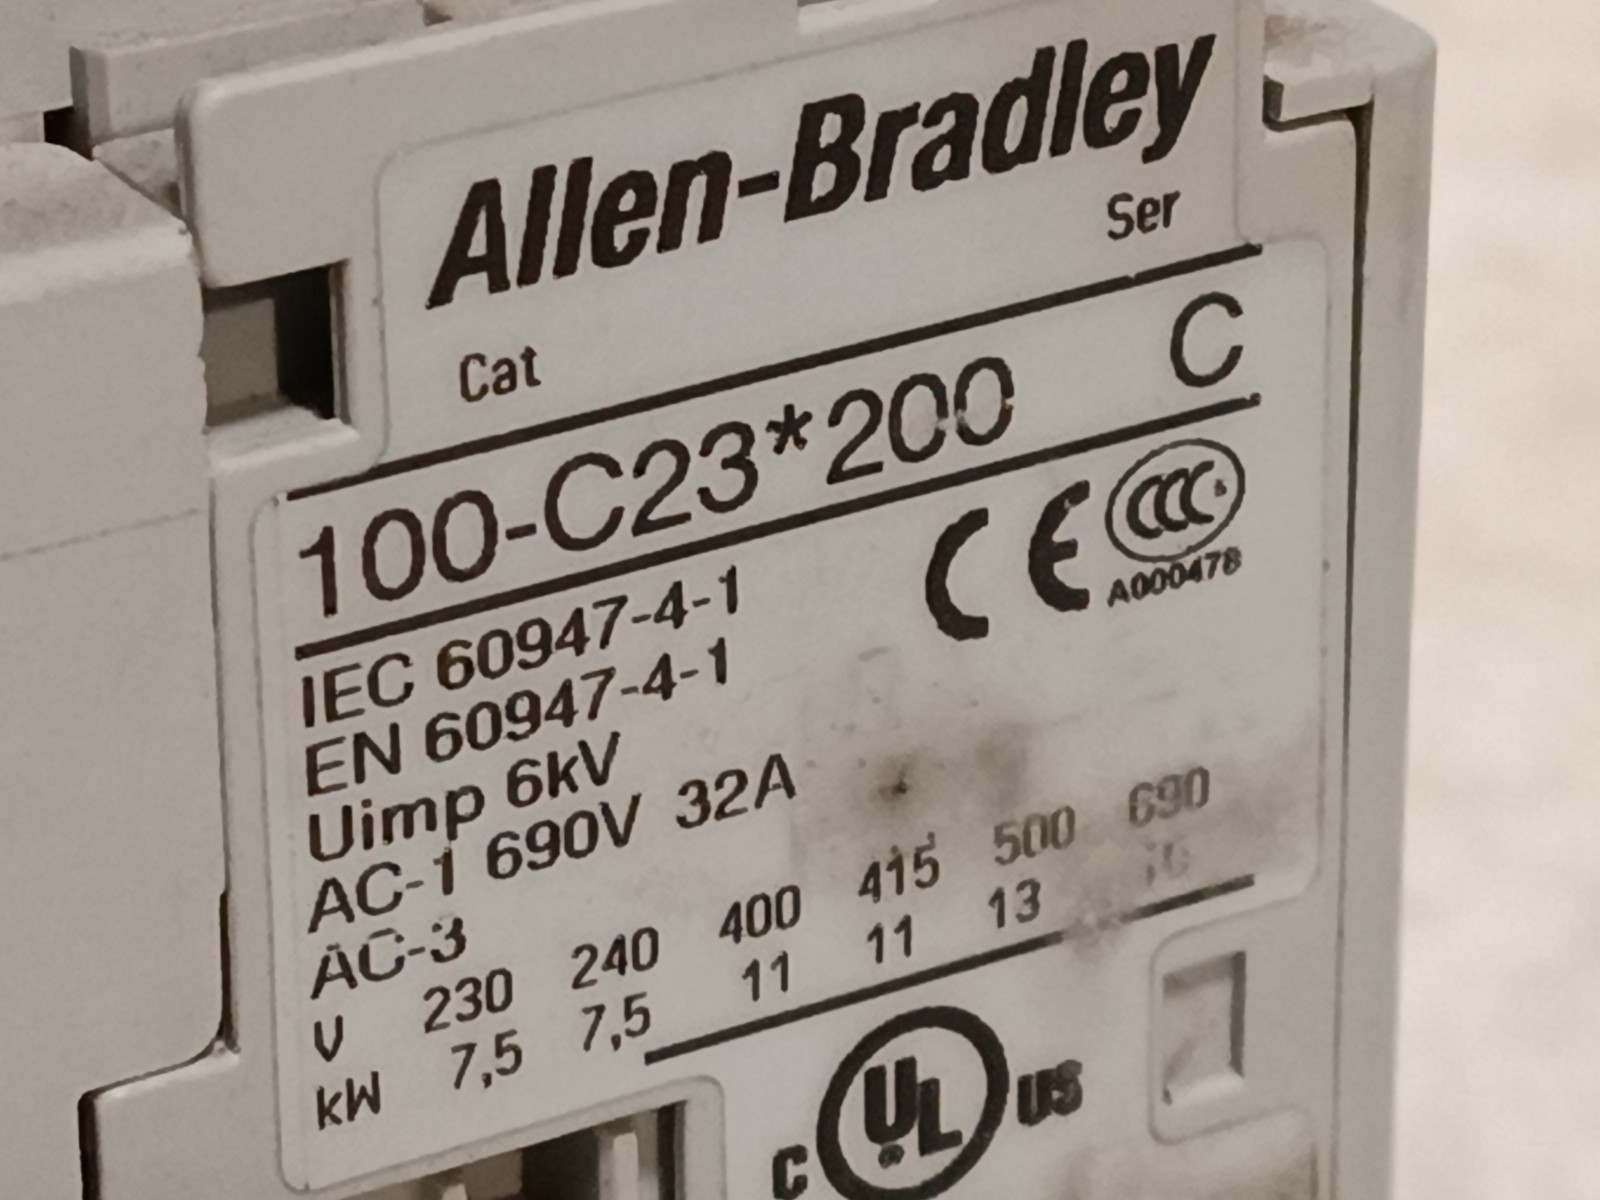 Allen-Bradley
Cat Ser
100-C23*200 C
IEC 60947-4-1
EN 60947-4-1
Uimp 6kV
AC-1 690V 32A
AC-3
V 230 240 400 415 500 690
kW 7,5 7,5 11 11 13
CE
CCC
A000478
C UL US